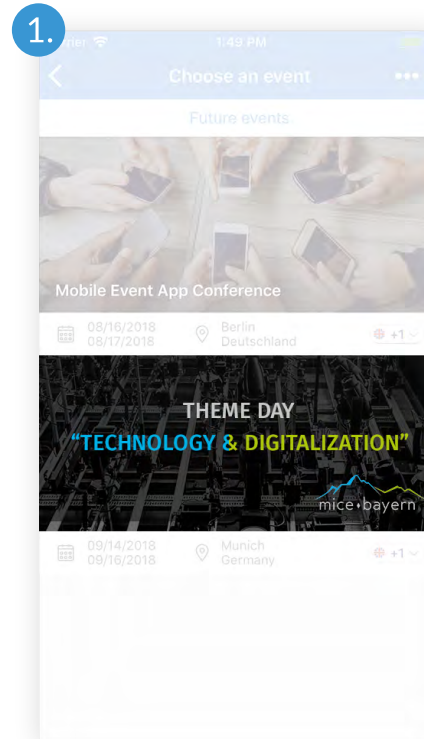 1.
rrier 1:49 PM
Choose an event
Future events
Mobile Event App Conference
08/16/2018
08/17/2018
Berlin
Deutschland
+1
THEME DAY
“TECHNOLOGY & DIGITALIZATION”
mice•bayern
09/14/2018
09/16/2018
Munich
Germany
+1